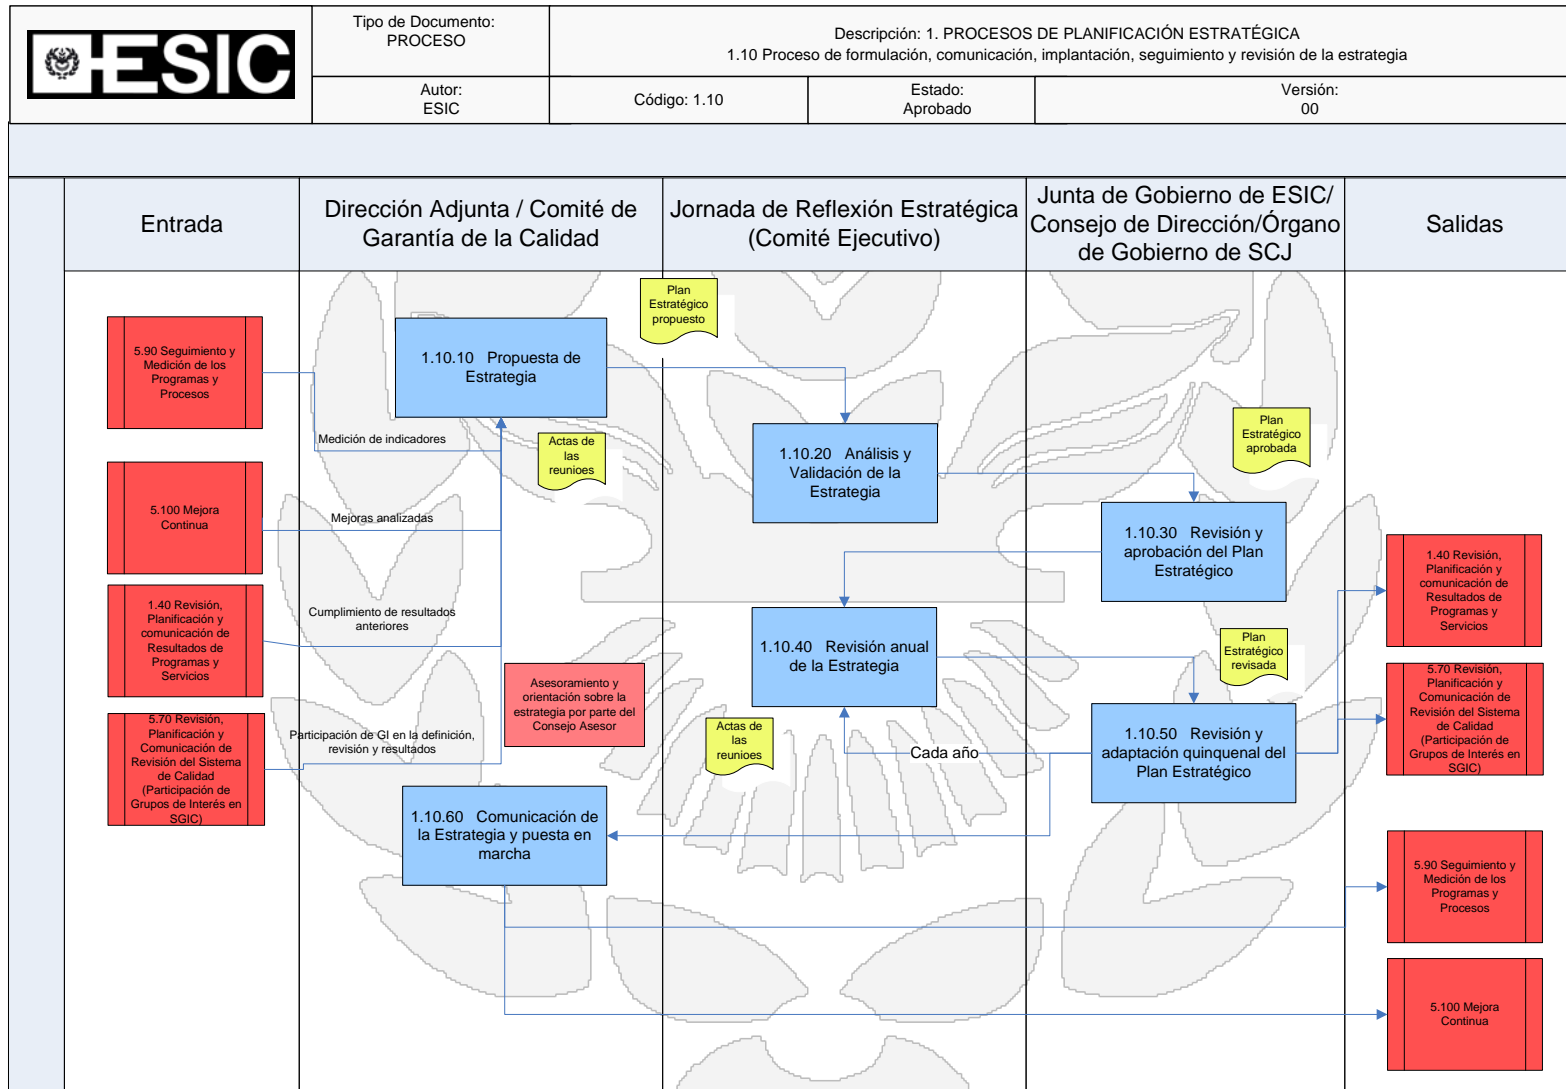 ESIC
Tipo de Documento:
PROCESO
Descripción: 1. PROCESOS DE PLANIFICACIÓN ESTRATÉGICA
1.10 Proceso de formulación, comunicación, implantación, seguimiento y revisión de la estrategia
Autor:
ESIC
Código: 1.10
Estado:
Aprobado
Versión:
00
Entrada
Dirección Adjunta / Comité de
Garantía de la Calidad
Jornada de Reflexión Estratégica
(Comité Ejecutivo)
Junta de Gobierno de ESIC/
Consejo de Dirección/Órgano
de Gobierno de SCJ
Salidas
5.90 Seguimiento y
Medición de los
Programas y
Procesos
5.100 Mejora
Continua
1.40 Revisión,
Planificación y
comunicación de
Resultados de
Programas y
Servicios
5.70 Revisión,
Planificación y
Comunicación de
Revisión del Sistema
de Calidad
(Participación de
Grupos de Interés en
SGIC)
Medición de indicadores
Mejoras analizadas
Cumplimiento de resultados
anteriores
Participación de GI en la definición,
revisión y resultados
1.10.10 Propuesta de
Estrategia
Plan
Estratégico
propuesto
Actas de
las
reunioes
Asesoramiento y
orientación sobre la
estrategia por parte del
Consejo Asesor
1.10.60 Comunicación de
la Estrategia y puesta en
marcha
1.10.20 Análisis y
Validación de la
Estrategia
1.10.40 Revisión anual
de la Estrategia
Actas de
las
reunioes
Cada año
Plan
Estratégico
aprobada
1.10.30 Revisión y
aprobación del Plan
Estratégico
Plan
Estratégico
revisada
1.10.50 Revisión y
adaptación quinquenal del
Plan Estratégico
1.40 Revisión,
Planificación y
comunicación de
Resultados de
Programas y
Servicios
5.70 Revisión,
Planificación y
Comunicación de
Revisión del Sistema
de Calidad
(Participación de
Grupos de Interés en
SGIC)
5.90 Seguimiento y
Medición de los
Programas y
Procesos
5.100 Mejora
Continua